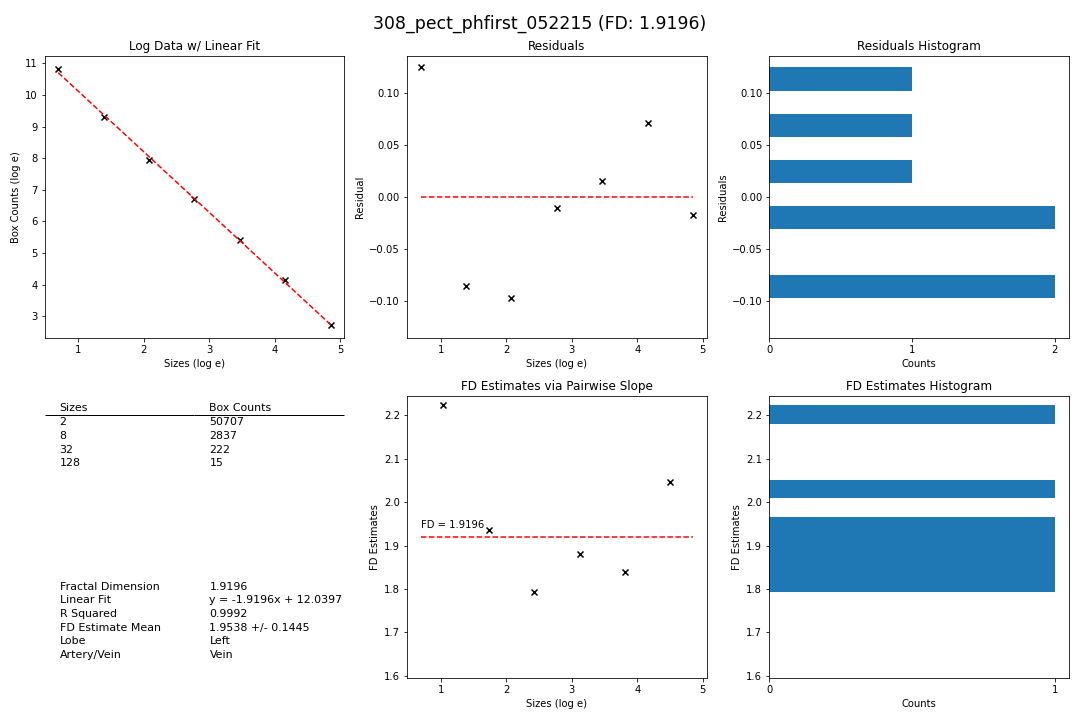 308_pect_phfirst_052215 (FD: 1.9196)
Log Data w/ Linear Fit
11
10
9
8
7
6
5
4
3
Box Counts (log e)
1 2 3 4 5
Sizes (log e)
Residuals
0.10
0.05
0.00
−0.05
−0.10
Residual
1 2 3 4 5
Sizes (log e)
Residuals Histogram
0.10
0.05
0.00
−0.05
−0.10
Residuals
0 1 2
Counts
Sizes Box Counts
2 50707
8 2837
32 222
128 15
Fractal Dimension 1.9196
Linear Fit y = -1.9196x + 12.0397
R Squared 0.9992
FD Estimate Mean 1.9538 +/- 0.1445
Lobe Left
Artery/Vein Vein
FD Estimates via Pairwise Slope
2.2
2.1
2.0
1.9
1.8
1.7
1.6
FD Estimates
FD = 1.9196
1 2 3 4 5
Sizes (log e)
FD Estimates Histogram
2.2
2.1
2.0
1.9
1.8
1.7
1.6
FD Estimates
0 1
Counts